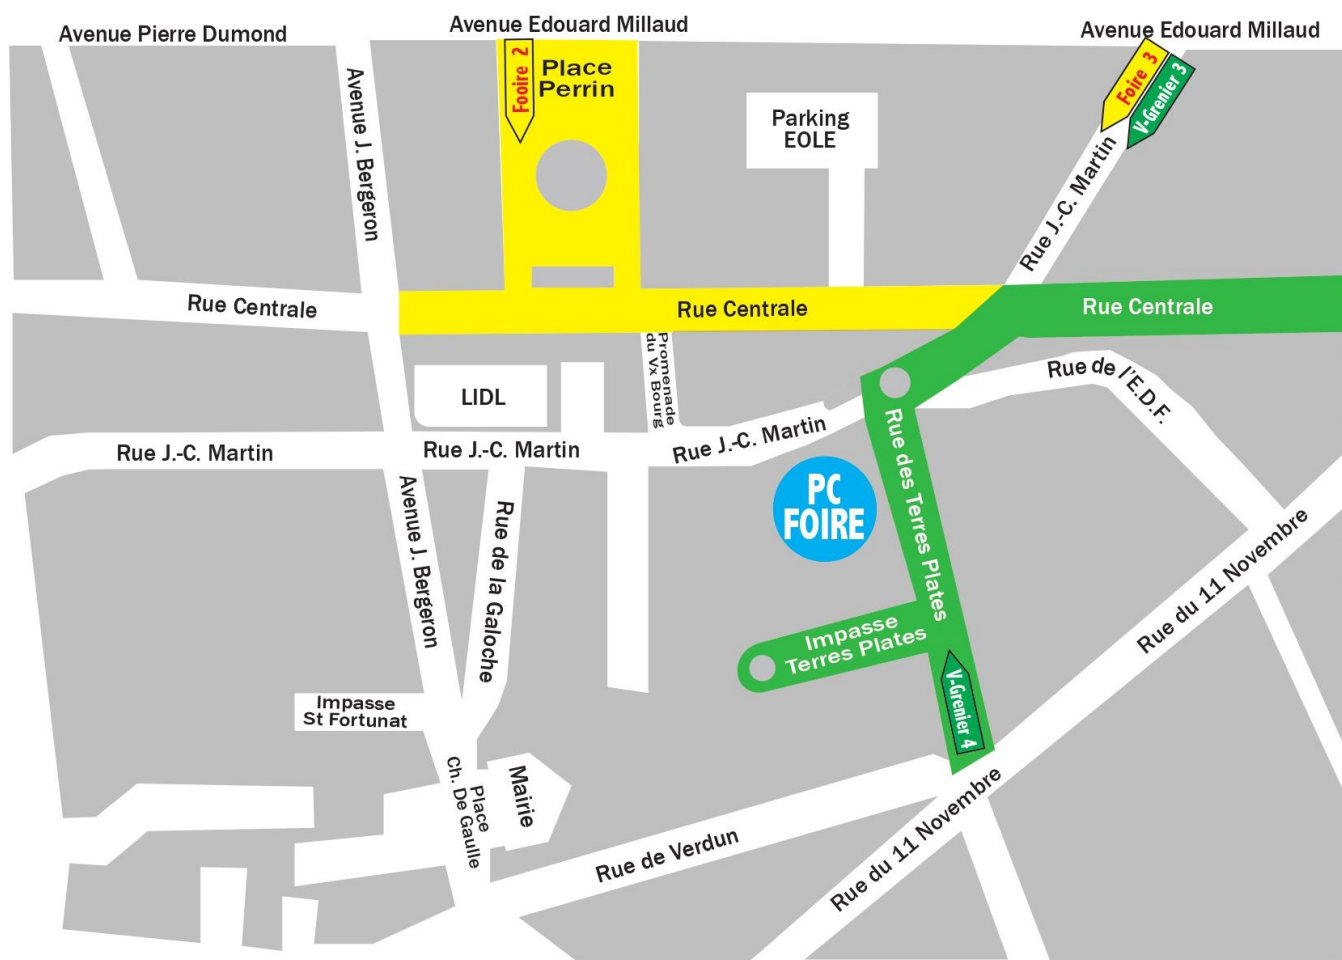 Avenue Pierre Dumond
Avenue Edouard Millaud
Avenue Edouard Millaud
Avenue J. Bergeron
Fooire 2
Place
Perrin
Parking
EOLE
Foire 3
V-Grenier 3
Rue J.-C. Martin
Rue Centrale
Rue Centrale
Rue Centrale
Promenade
du Vx Bourg
LIDL
Rue de l'E.D.F.
Rue J.-C. Martin
Rue J.-C. Martin
Rue J.-C. Martin
Avenue J. Bergeron
Rue de la Galoche
PC
FOIRE
Rue des Terres Plates
Rue du 11 Novembre
Impasse
Terres Plates
V-Grenier 4
Impasse
St Fortunat
Place
Ch. De Gaulle
Mairie
Rue de Verdun
Rue du 11 Novembre